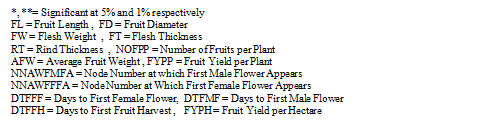 *,**= Significant at 5% and 1% respectively
FL = Fruit Length, FD = Fruit Diameter
FW = Flesh Weight, FT = Flesh Thickness
RT = Rind Thickness, NOFPP = Number of Fruits per Plant
AFW = Average Fruit Weight, FYPP = Fruit Yield per Plant
NNAWFMFA = Node Number at which First Male Flower Appears
NNAWFFFA = Node Number at Which First Female Flower Appears
DTFFF = Days to First Female Flower, DTFMF = Days to First Male Flower
DTFFH = Days to First Fruit Harvest, FYPH= Fruit Yield per Hectare